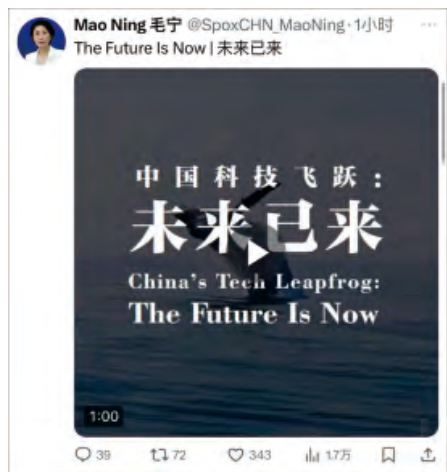 Mao Ning 毛宁 @SpoxCHN_MaoNing·1小时
The Future Is Now | 未来已来
中国科技飞跃:
未来已来
China's Tech Leapfrog:
The Future Is Now
1:00
39 72 343 1.7万